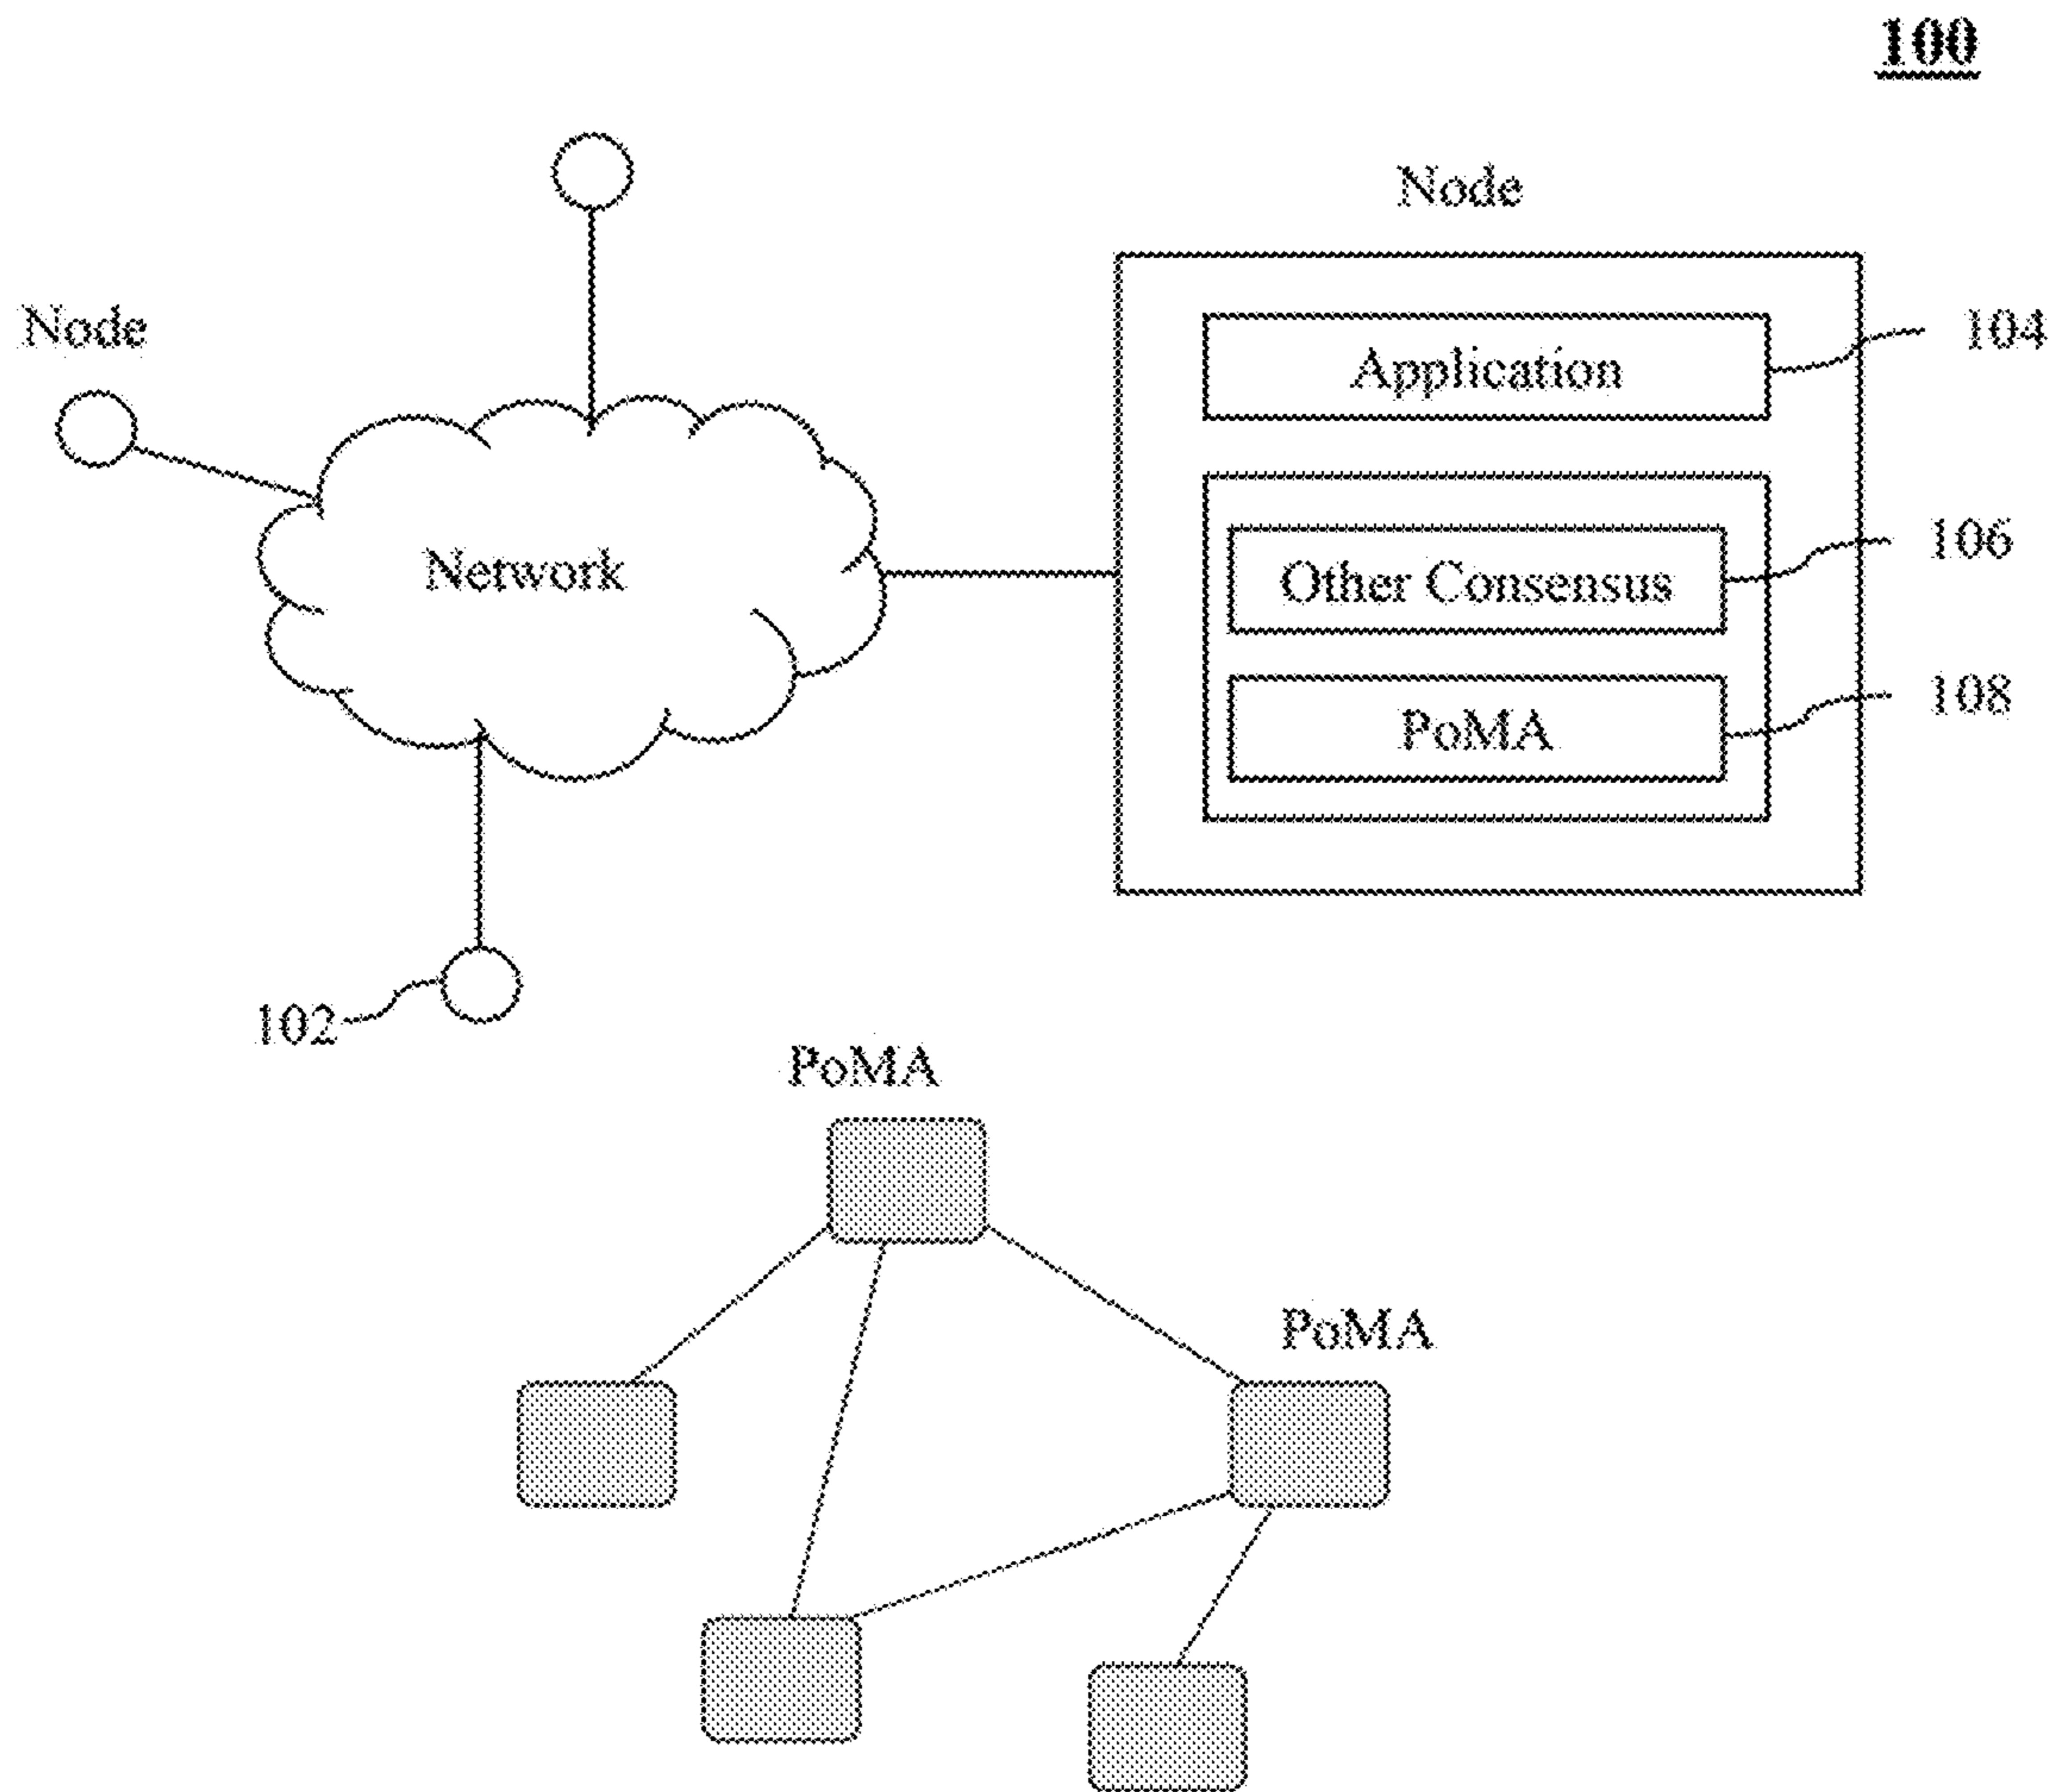 100
Node
Node
Application
104
Network
Other Consensus
106
PoMA
108
102
PoMA
PoMA